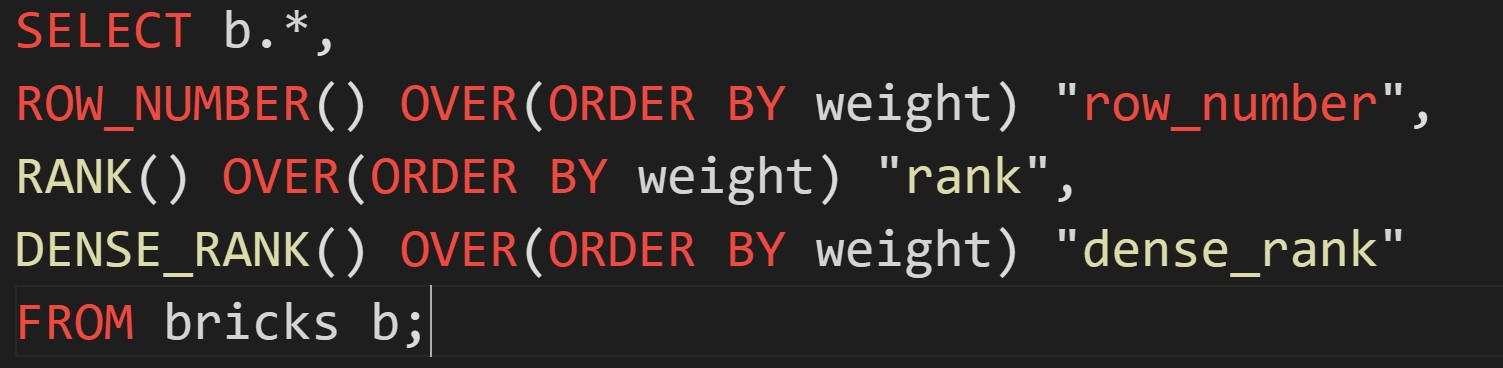 SELECT b.*,
ROW_NUMBER() OVER(ORDER BY weight) "row_number",
RANK() OVER(ORDER BY weight) "rank",
DENSE_RANK() OVER(ORDER BY weight) "dense_rank"
FROM bricks b;